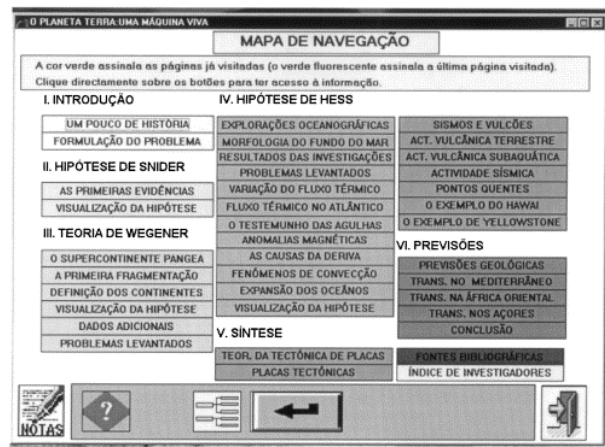 O PLANETA TERRA:UMA MÁQUINA VIVA
MAPA DE NAVEGAÇÃO
A cor verde assinala as páginas já visitadas (o verde fluorescente assinala a última página visitada).
Clique directamente sobre os botões para ter acesso à informação.
I. INTRODUÇÃO
UM POUCO DE HISTÓRIA
FORMULAÇÃO DO PROBLEMA
II. HIPÓTESE DE SNIDER
AS PRIMEIRAS EVIDÊNCIAS
VISUALIZAÇÃO DA HIPÓTESE
III. TEORIA DE WEGENER
O SUPERCONTINENTE PANGEA
A PRIMEIRA FRAGMENTAÇÃO
DEFINIÇÃO DOS CONTINENTES
VISUALIZAÇÃO DA HIPÓTESE
DADOS ADICIONAIS
PROBLEMAS LEVANTADOS
IV. HIPÓTESE DE HESS
EXPLORAÇÕES OCEANOGRÁFICAS
MORFOLOGIA DO FUNDO DO MAR
RESULTADOS DAS INVESTIGAÇÕES
PROBLEMAS LEVANTADOS
VARIAÇÃO DO FLUXO TÉRMICO
FLUXO TÉRMICO NO ATLÂNTICO
O TESTEMUNHO DAS AGULHAS
ANOMALIAS MAGNÉTICAS
AS CAUSAS DA DERIVA
FENÓMENOS DE CONVECÇÃO
EXPANSÃO DOS OCEÂNOS
VISUALIZAÇÃO DA HIPÓTESE
V. SÍNTESE
TEOR. DA TECTÓNICA DE PLACAS
PLACAS TECTÓNICAS
SISMOS E VULCÕES
ACT. VULCÂNICA TERRESTRE
ACT. VULCÂNICA SUBAQUÁTICA
ACTIVIDADE SÍSMICA
PONTOS QUENTES
O EXEMPLO DO HAWAI
O EXEMPLO DE YELLOWSTONE
VI. PREVISÕES
PREVISÕES GEOLÓGICAS
TRANS. NO MEDITERRÂNEO
TRANS. NA ÁFRICA ORIENTAL
TRANS. NOS AÇORES
CONCLUSÃO
FONTES BIBLIOGRÁFICAS
ÍNDICE DE INVESTIGADORES
NOTAS
?